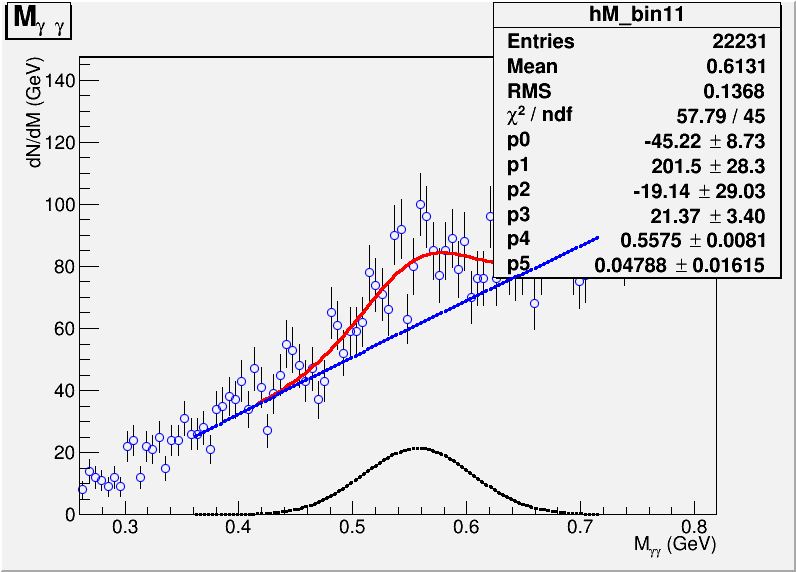 M γ γ
hM_bin11
Entries 22231
Mean 0.6131
RMS 0.1368
χ² / ndf 57.79 / 45
p0 -45.22 ± 8.73
p1 201.5 ± 28.3
p2 -19.14 ± 29.03
p3 21.37 ± 3.40
p4 0.5575 ± 0.0081
p5 0.04788 ± 0.01615
dN/dM (GeV)
140
120
100
80
60
40
20
0
0.3 0.4 0.5 0.6 0.7 0.8
Mγγ (GeV)